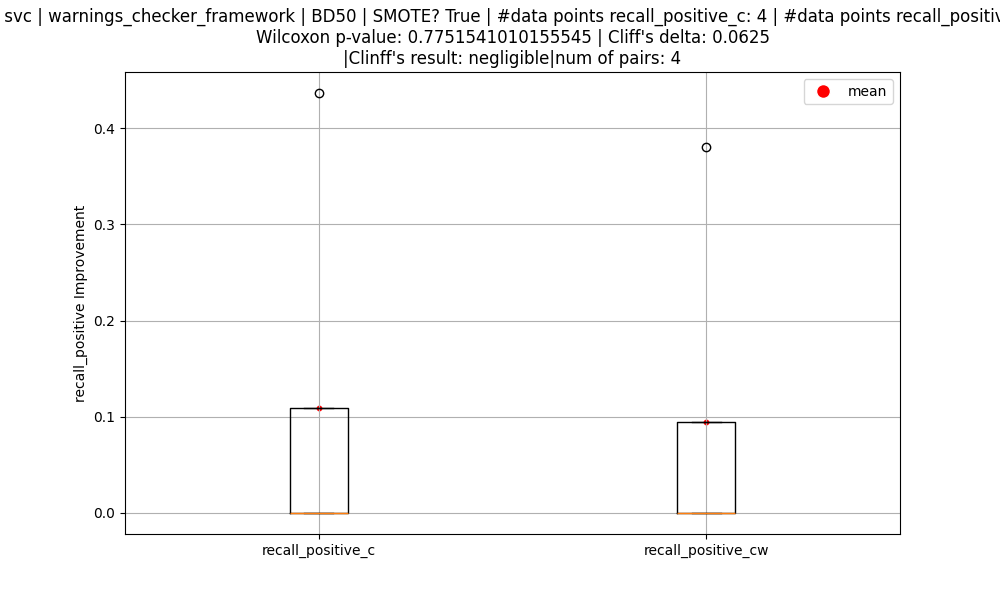 svc | warnings_checker_framework | BD50 | SMOTE? True | #data points recall_positive_c: 4 | #data points
Wilcoxon p-value: 0.7751541010155545 | Cliff's delta: 0.0625
|Clinff's result: negligible|num of pairs: 4
mean
0.4
0.3
0.2
0.1
0.0
recall_positive Improvement
recall_positive_c
recall_positive_cw